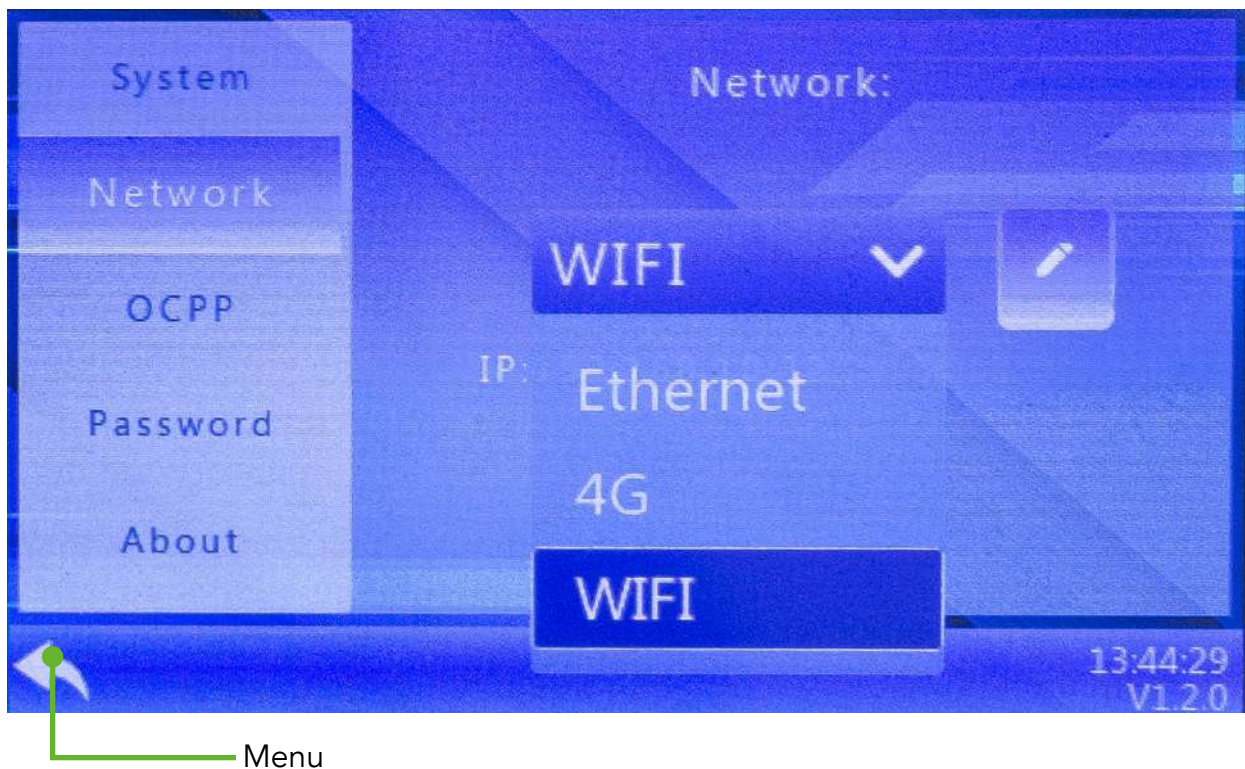 System
Network
OCPP
Password
About
Network:
WIFI
IP:
Ethernet
4G
WIFI
13:44:29
V1.2.0
Menu